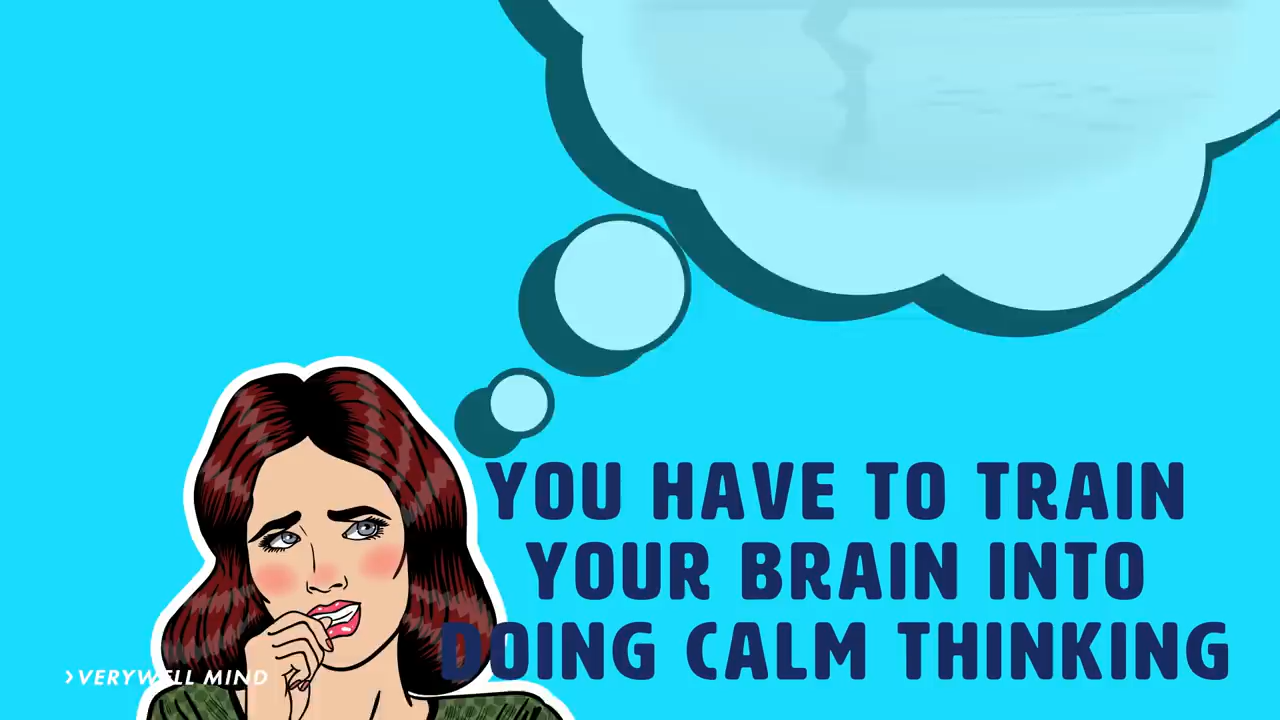 YOU HAVE TO TRAIN
YOUR BRAIN INTO
DOING CALM THINKING
VERYWELL MIND